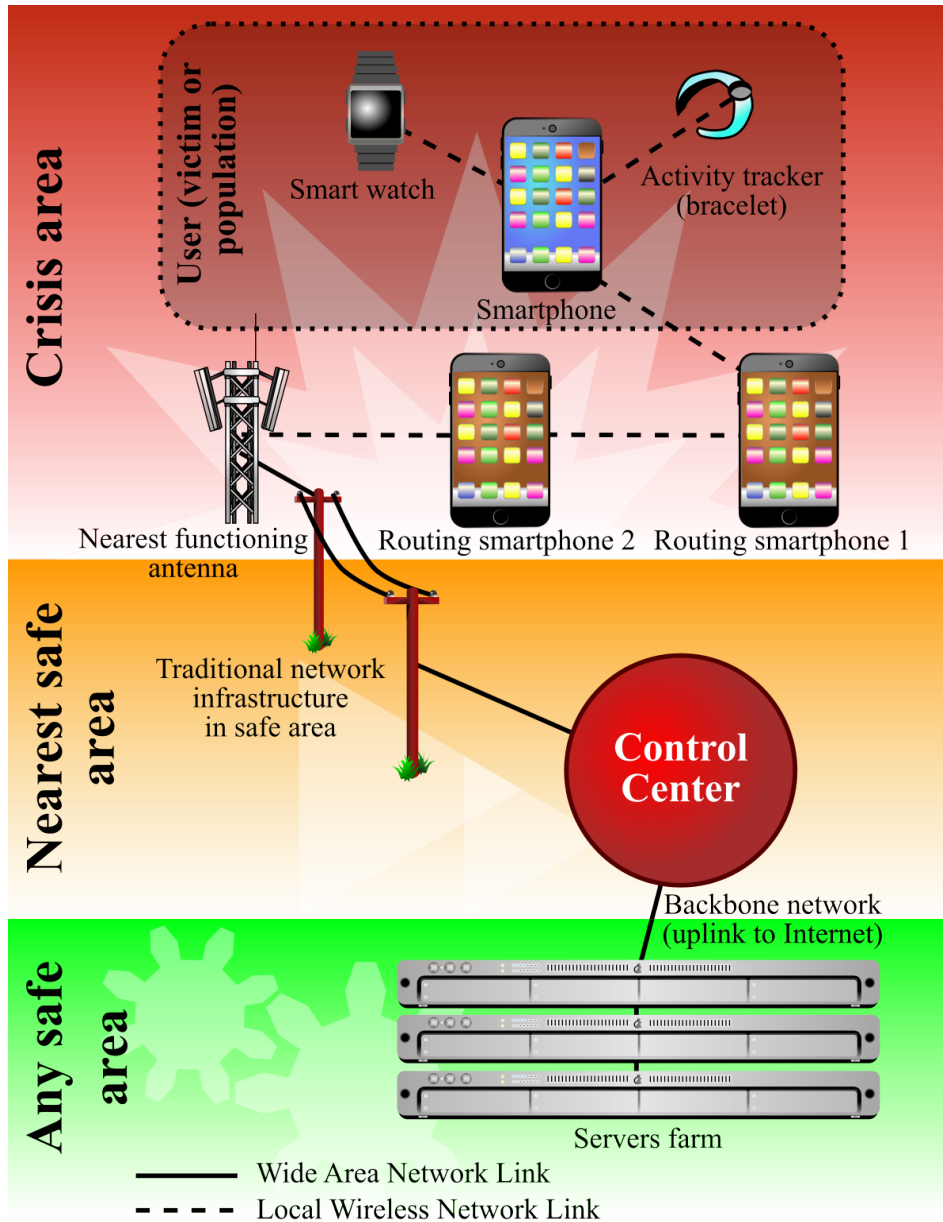 Crisis area
User (victim or
population)
Smart watch
Activity tracker
(bracelet)
Smartphone
Nearest functioning
antenna
Routing smartphone 2
Routing smartphone 1
Nearest safe
area
Traditional network
infrastructure
in safe area
Control
Center
Backbone network
(uplink to Internet)
Any safe
area
Servers farm
Wide Area Network Link
Local Wireless Network Link